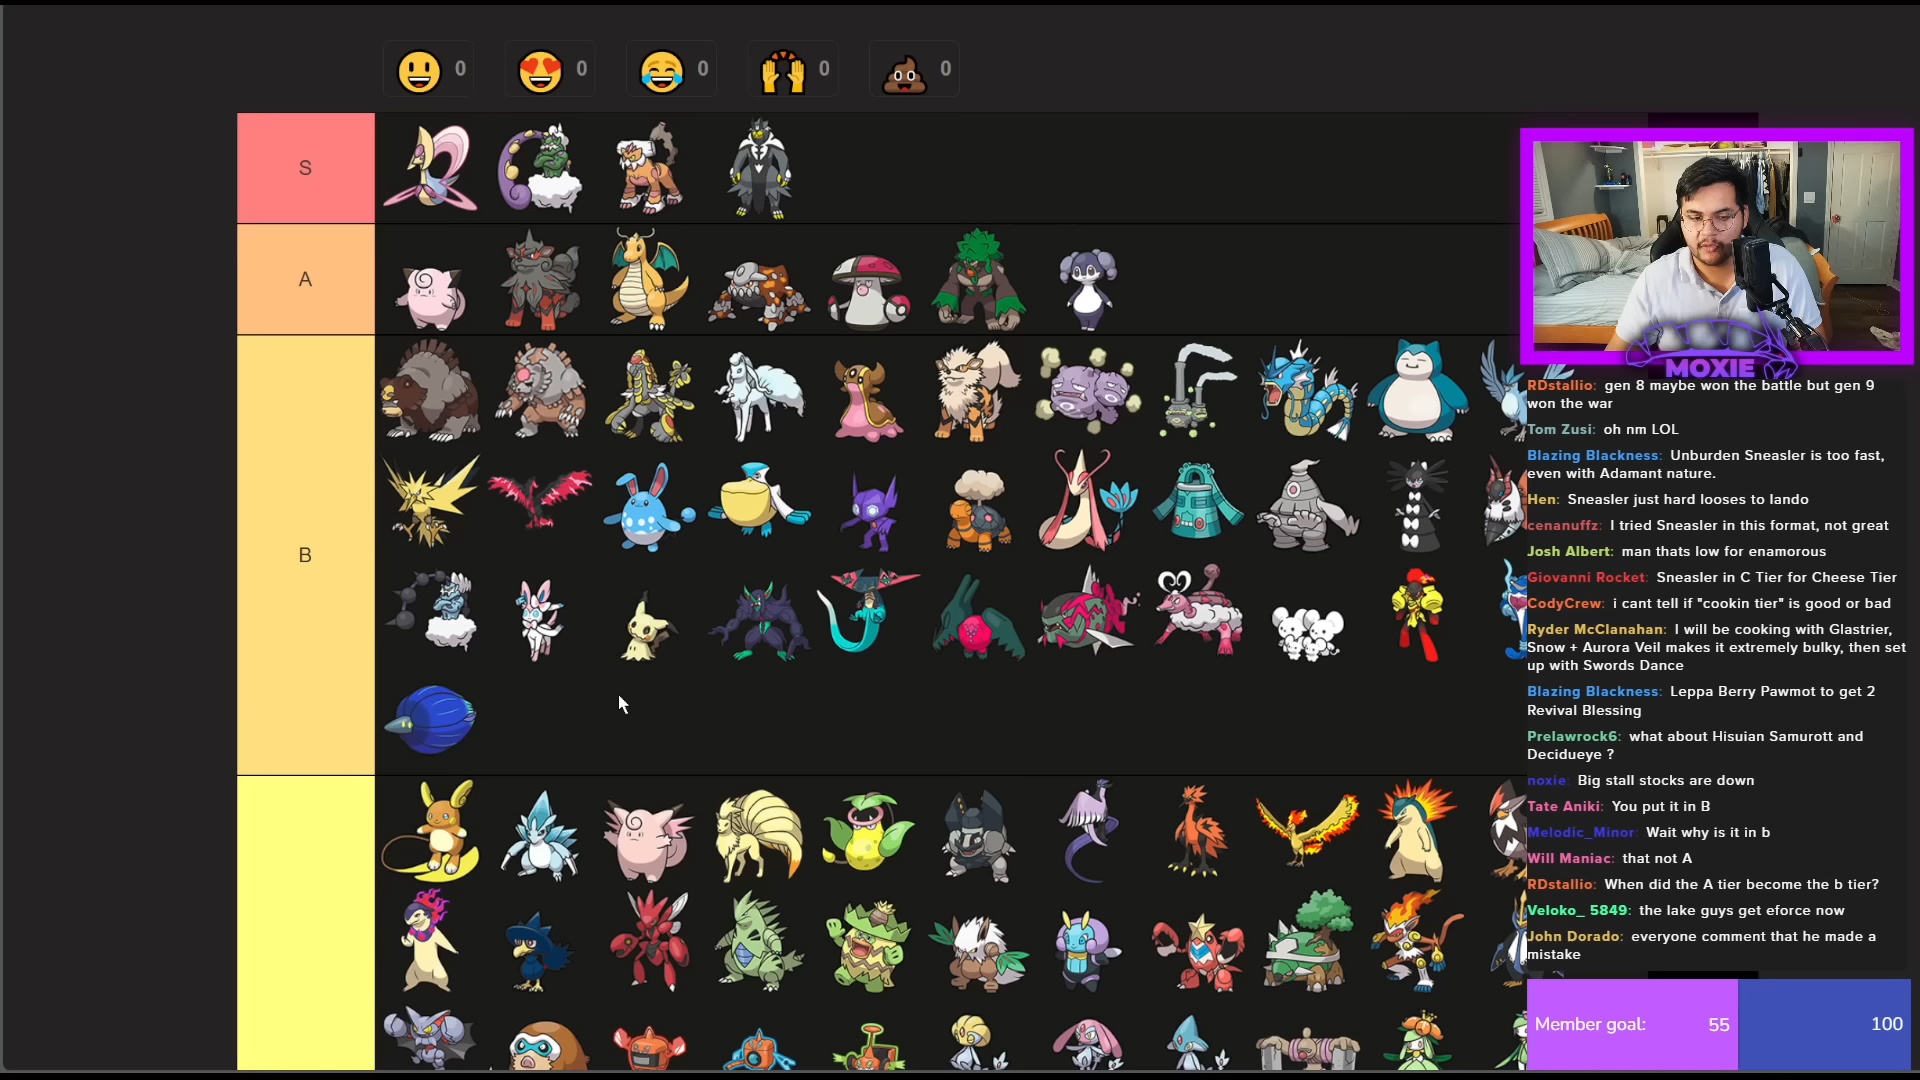 0
0
0
0
0
S
A
B
MOXIE
RDstallio: gen 8 maybe won the battle but gen 9
won the war
Tom Zusi: oh nm LOL
Blazing Blackness: Unburden Sneasler is too fast,
even with Adamant nature.
Hen: Sneasler just hard looses to lando
cenanuffz: I tried Sneasler in this format, not great
Josh Albert: man thats low for enamorous
Giovanni Rocket: Sneasler in C Tier for Cheese Tier
CodyCrew: i cant tell if "cookin tier" is good or bad
Ryder McClanahan: I will be cooking with Glastrier,
Snow + Aurora Veil makes it extremely bulky, then set
up with Swords Dance
Blazing Blackness: Leppa Berry Pawmot to get 2
Revival Blessing
Prelawrock6: what about Hisuian Samurott and
Decidueye ?
noxie: Big stall stocks are down
Tate Aniki: You put it in B
Melodic_Minor: Wait why is it in b
Will Maniac: that not A
RDstallio: When did the A tier become the b tier?
Veloko_ 5849: the lake guys get eforce now
John Dorado: everyone comment that he made a
mistake
Member goal: 55 100